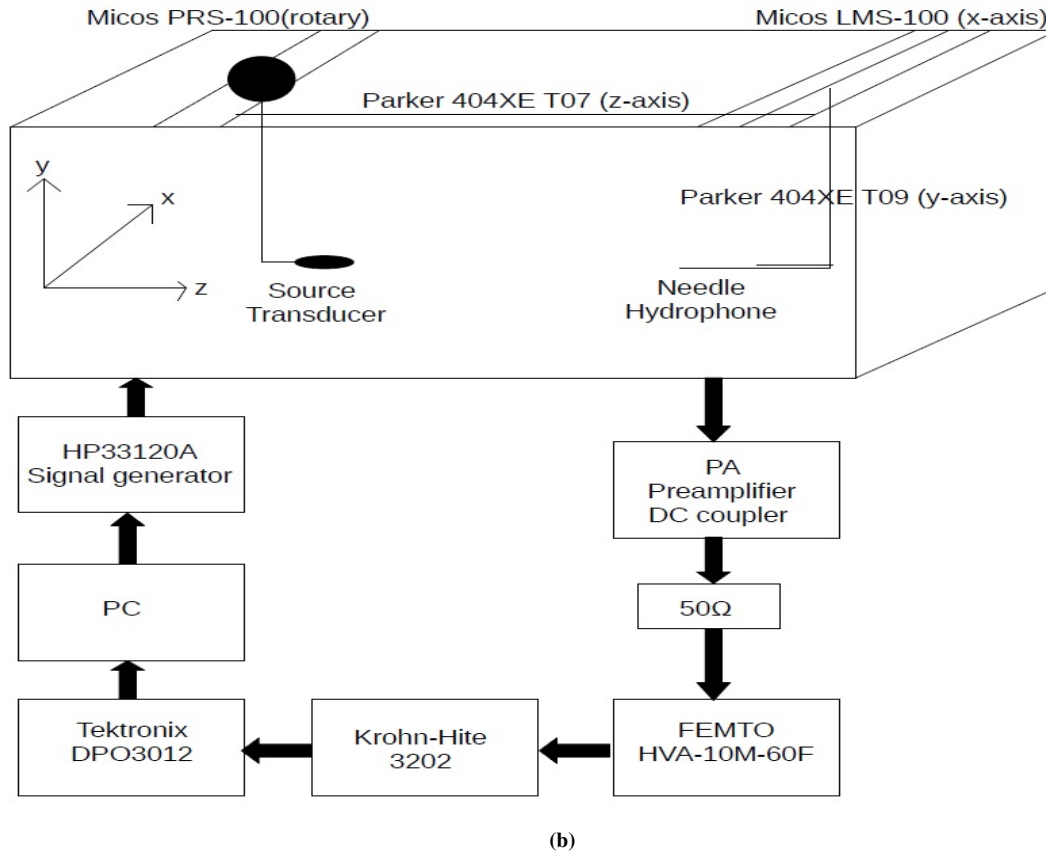 Micos PRS-100(rotary)
Micos LMS-100 (x-axis)
Parker 404XE T07 (z-axis)
y
x
Parker 404XE T09 (y-axis)
z
Source
Transducer
Needle
Hydrophone
HP33120A
Signal generator
PA
Preamplifier
DC coupler
PC
50Ω
Tektronix
DPO3012
Krohn-Hite
3202
FEMTO
HVA-10M-60F
(b)